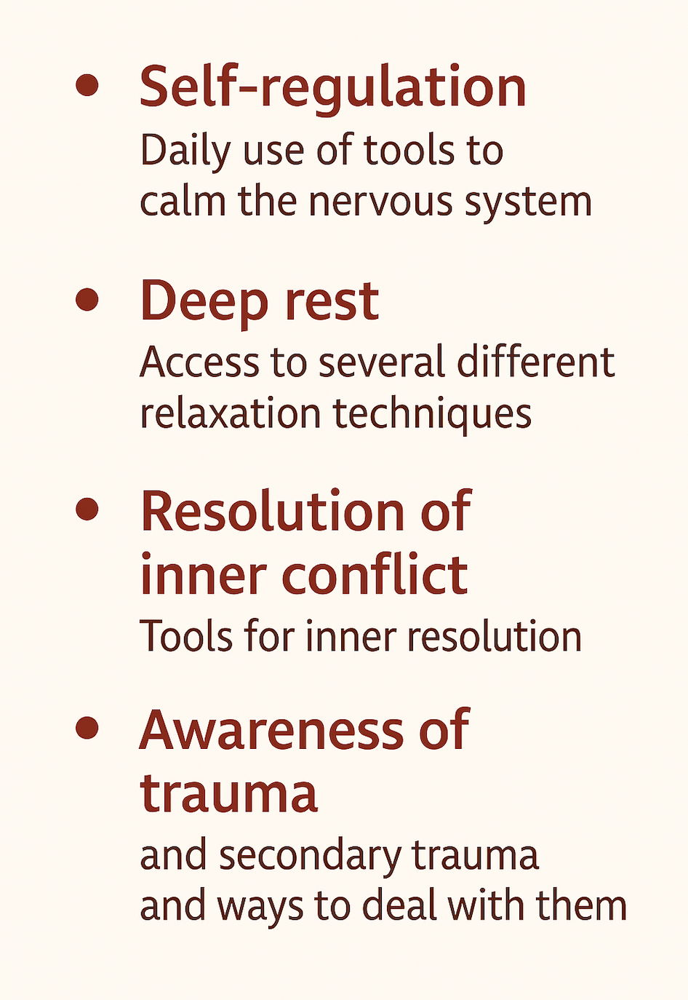 • Self-regulation
Daily use of tools to
calm the nervous system
• Deep rest
Access to several different
relaxation techniques
• Resolution of
inner conflict
Tools for inner resolution
• Awareness of
trauma
and secondary trauma
and ways to deal with them